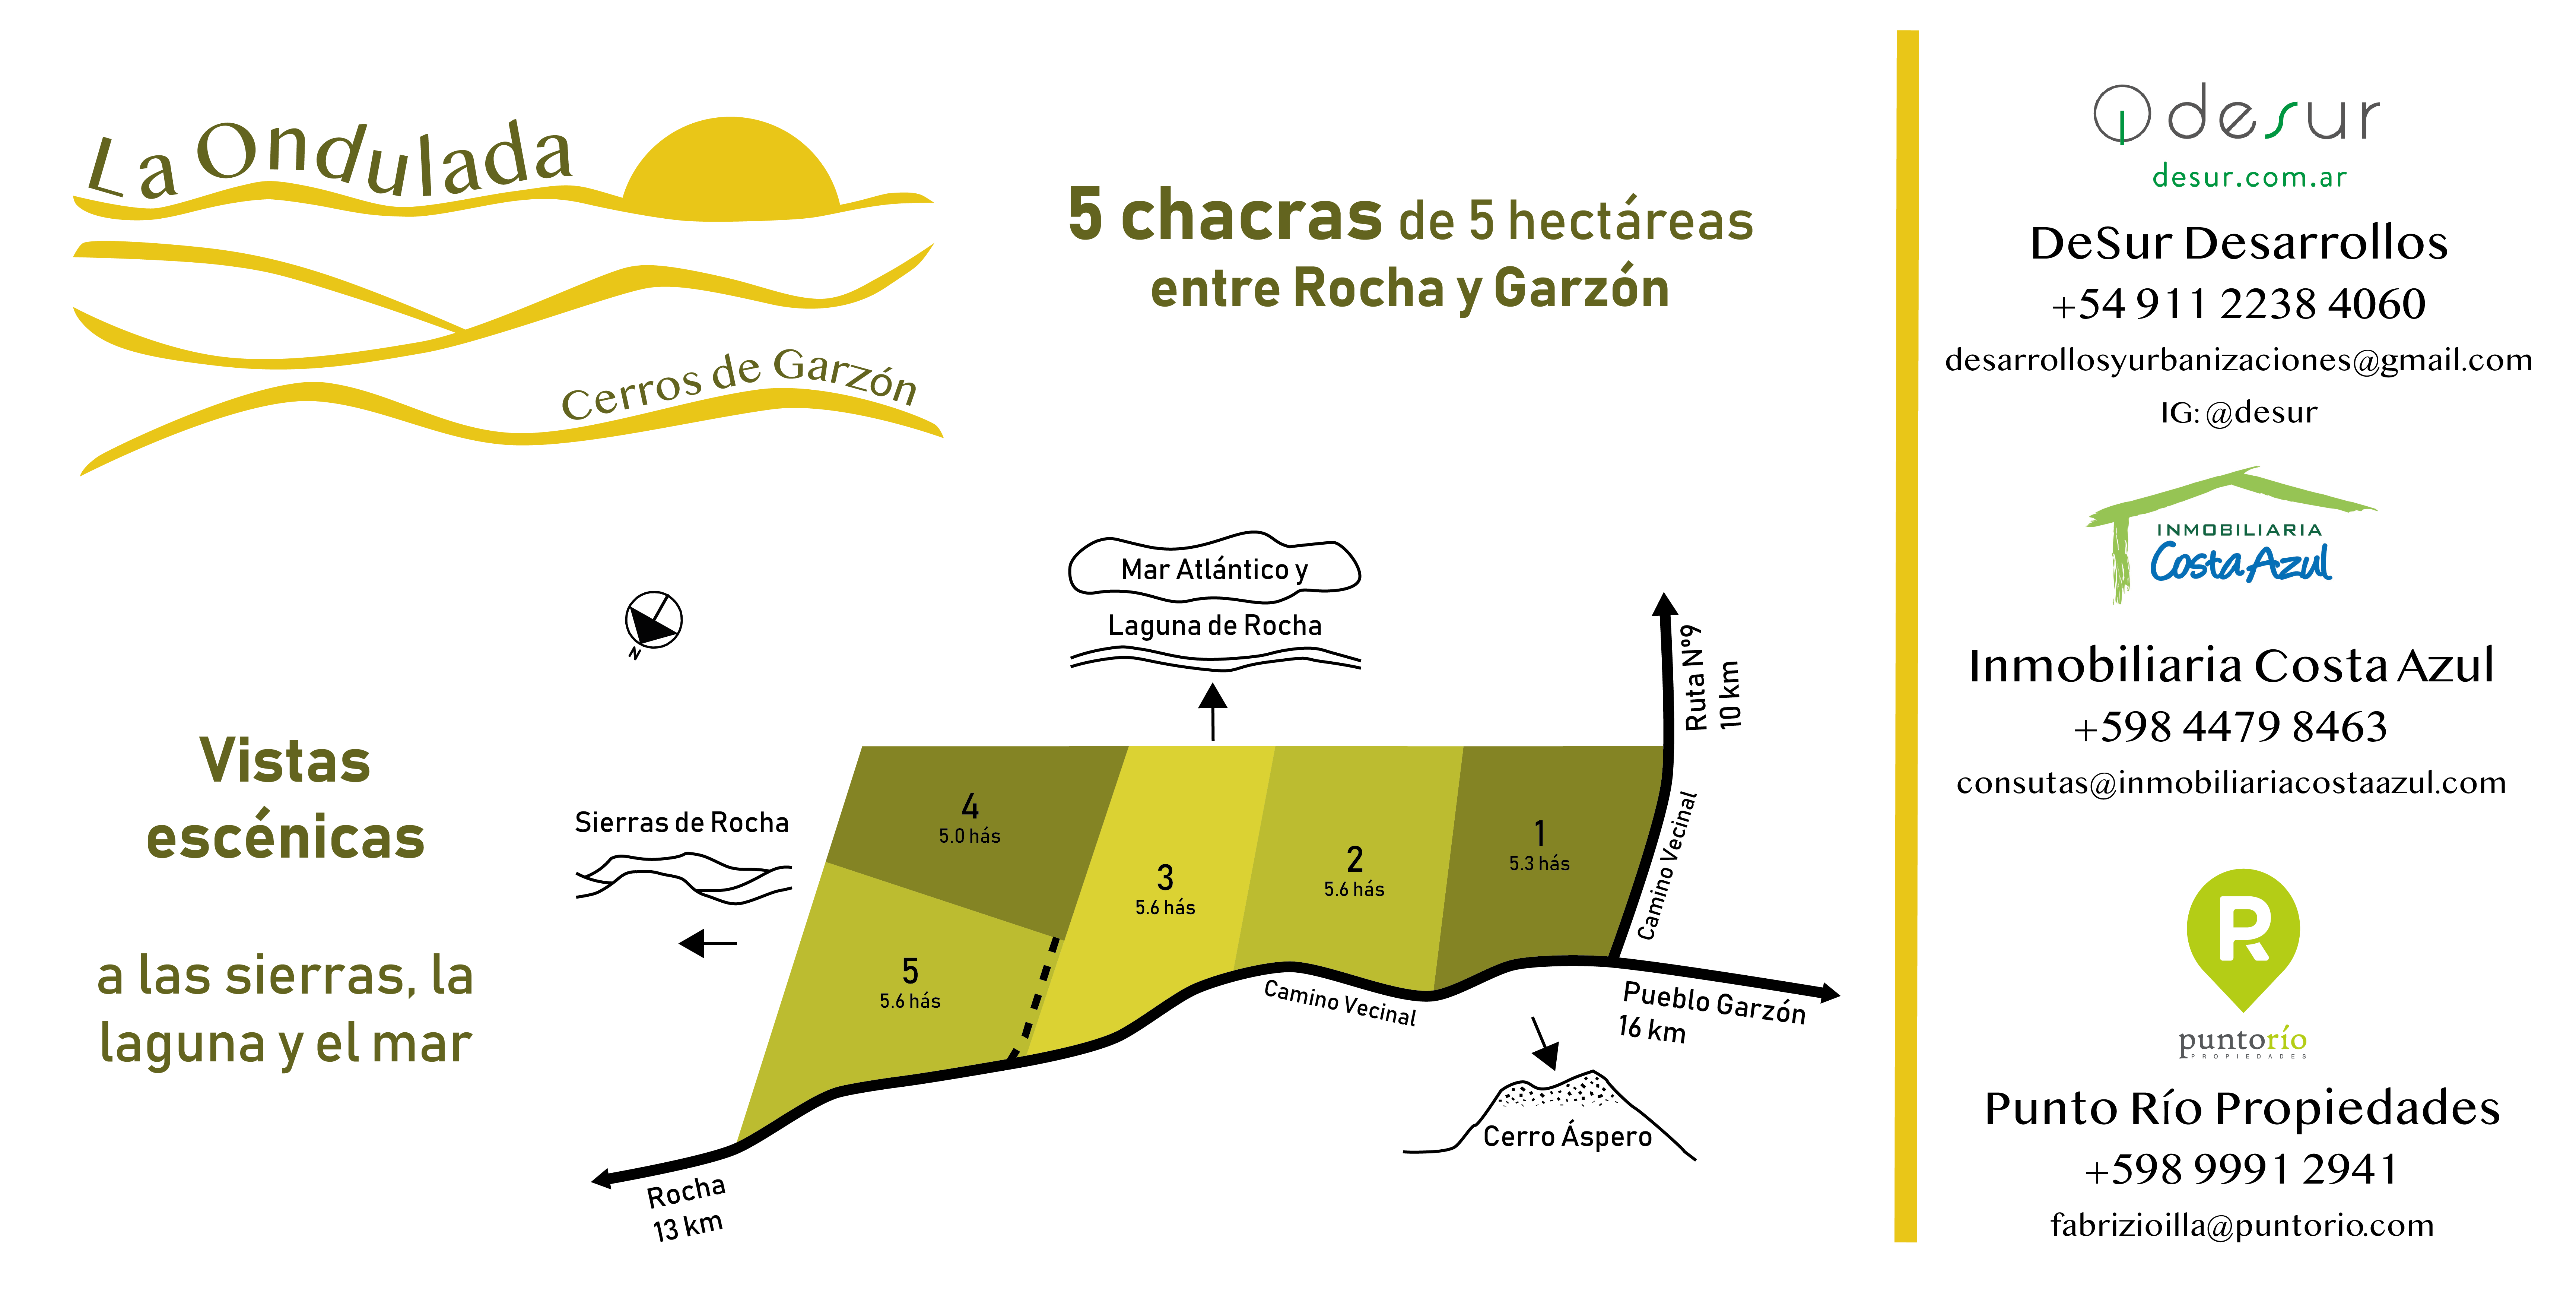 La Ondulada
Cerros de Garzón
5 chacras de 5 hectáreas
entre Rocha y Garzón
Vistas
escénicas
a las sierras, la
laguna y el mar
N
Mar Atlántico y
Laguna de Rocha
Ruta Nº9
10 km
Sierras de Rocha
4
5.0 hás
3
5.6 hás
2
5.6 hás
1
5.3 hás
5
5.6 hás
Camino Vecinal
Camino Vecinal
Pueblo Garzón
16 km
Cerro Áspero
Rocha
13 km
desur
desur.com.ar
DeSur Desarrollos
+54 911 2238 4060
desarrollosyurbanizaciones@gmail.com
IG: @desur
INMOBILIARIA
Costa Azul
Inmobiliaria Costa Azul
+598 4479 8463
consutas@inmobiliariacostaazul.com
R
puntorío
PROPIEDADES
Punto Río Propiedades
+598 9991 2941
fabrizioilla@puntorio.com